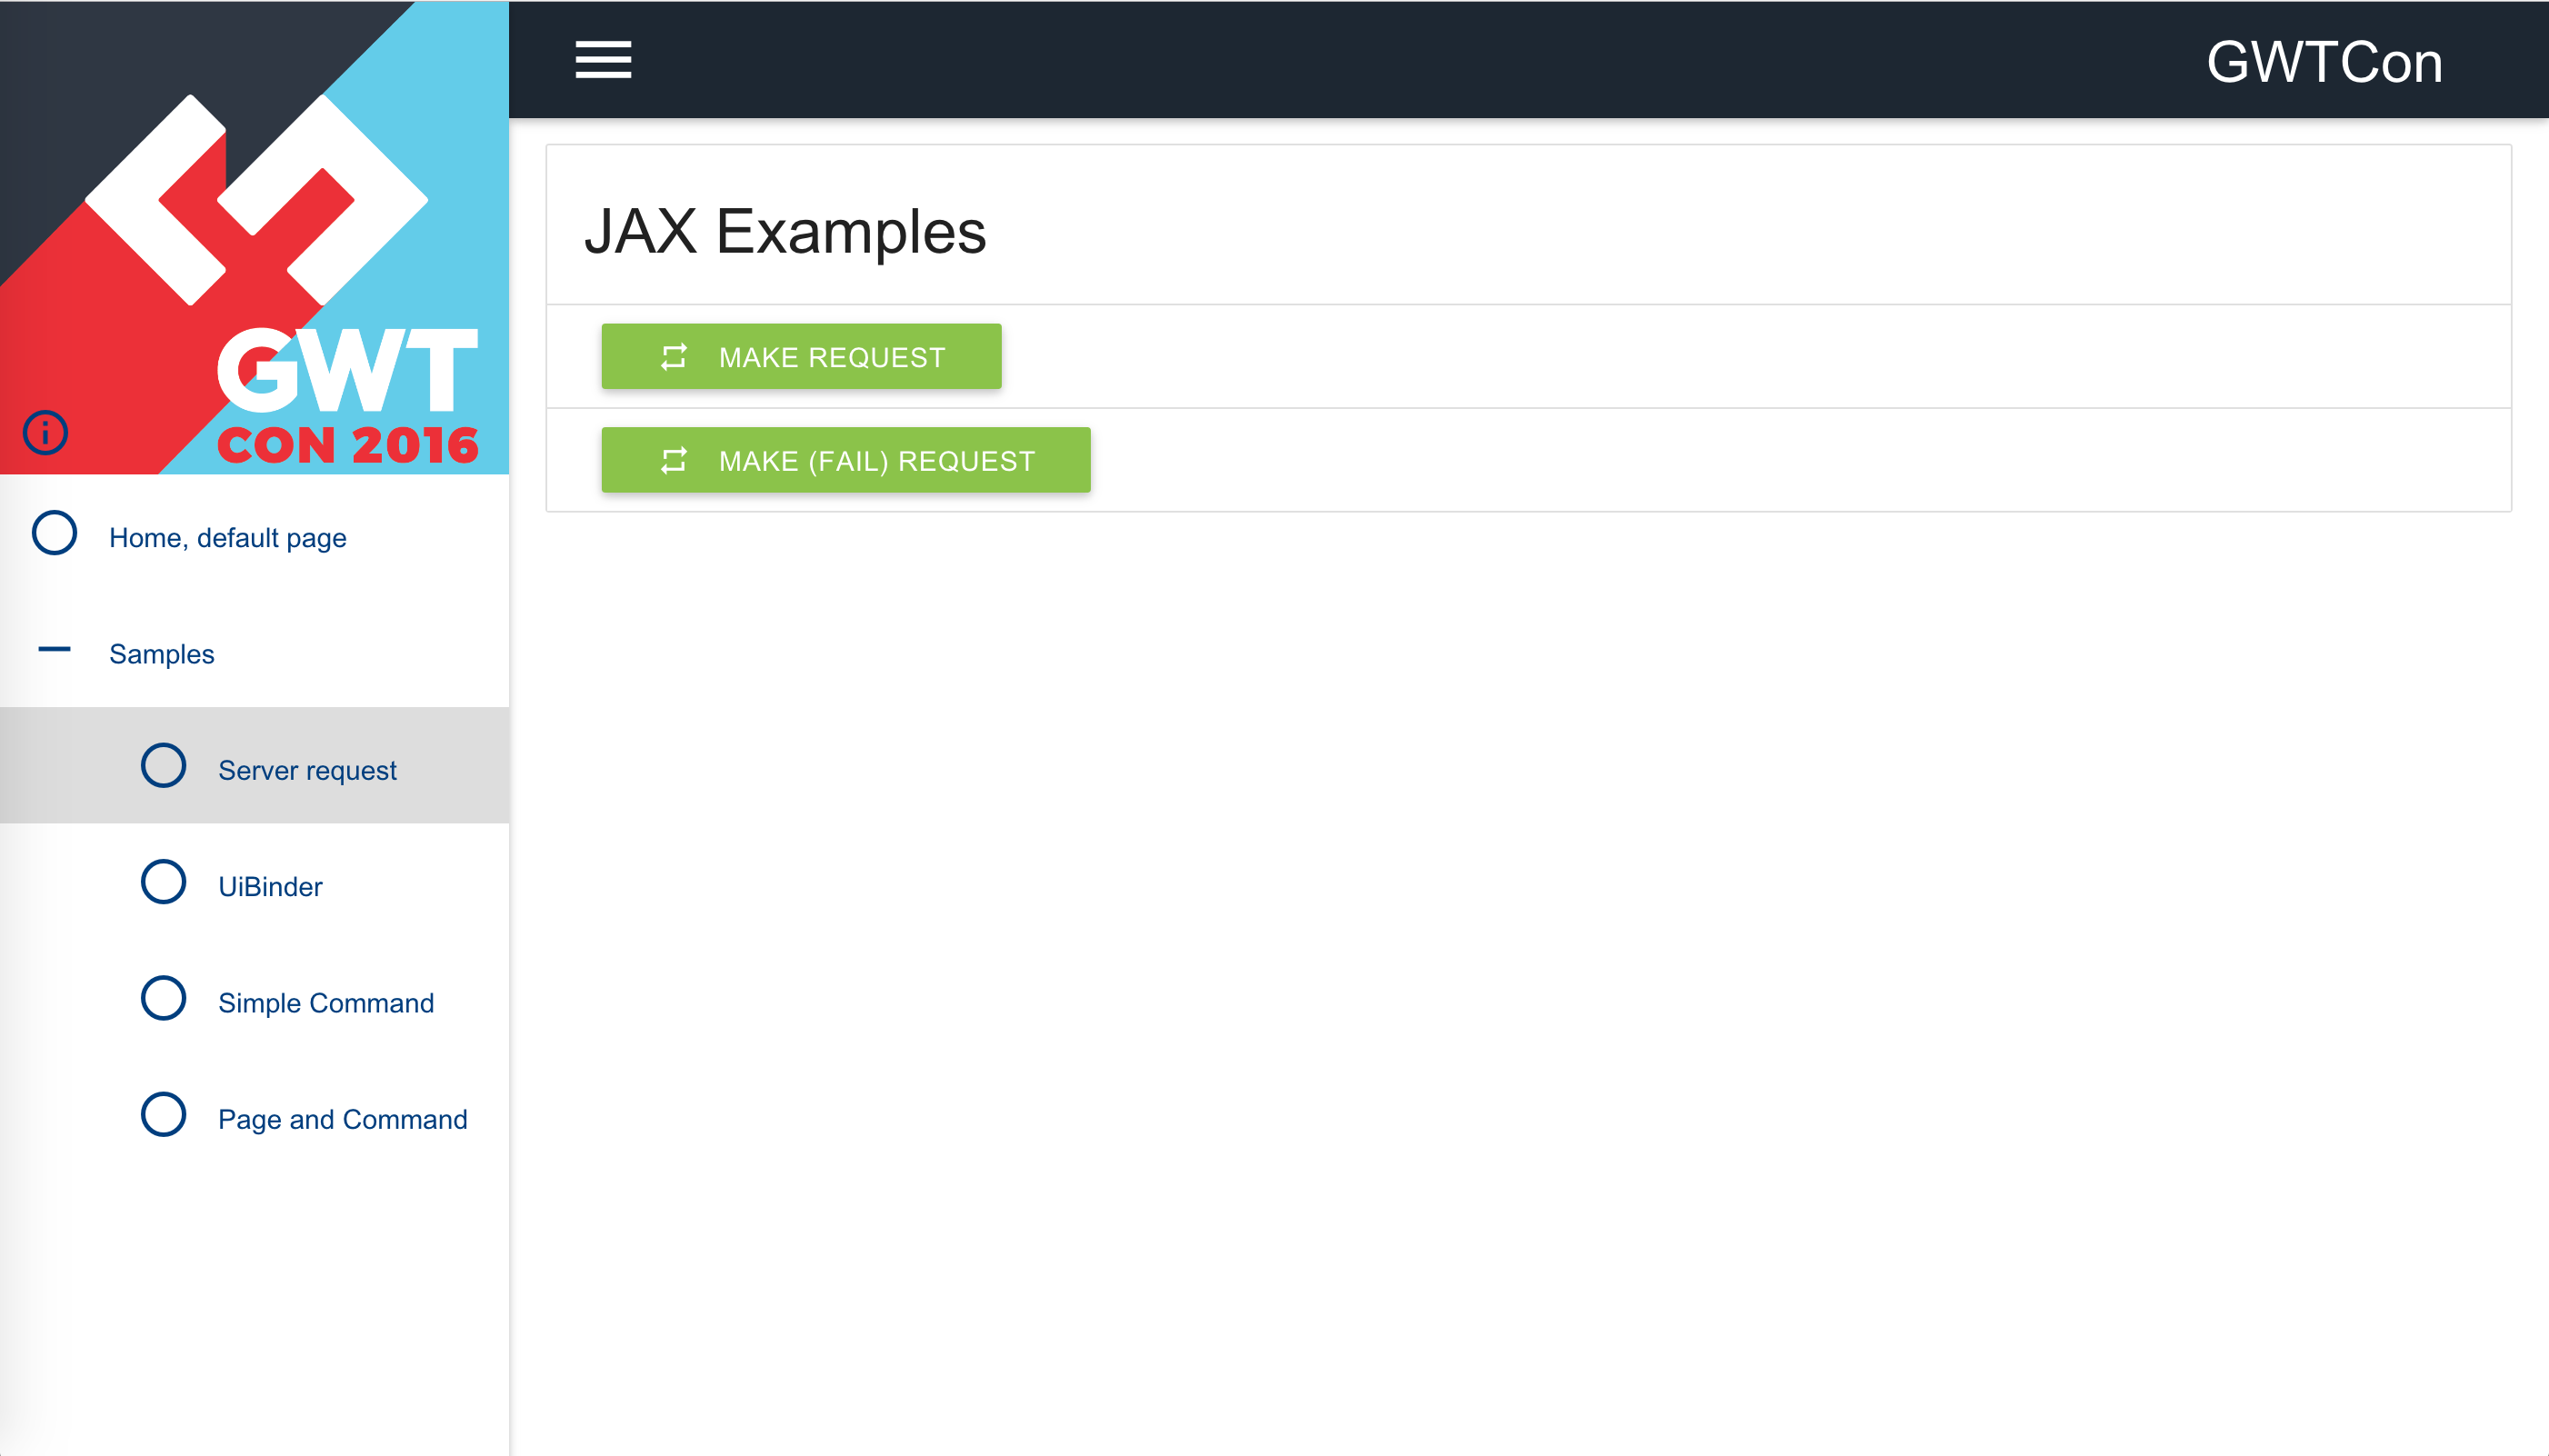 GWT
CON 2016
Home, default page
Samples
Server request
UiBinder
Simple Command
Page and Command
GWTCon
JAX Examples
MAKE REQUEST
MAKE (FAIL) REQUEST